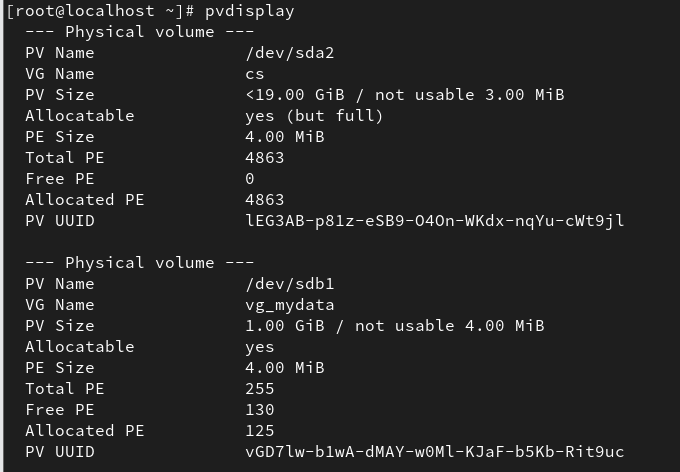 [root@localhost ~]# pvdisplay
--- Physical volume ---
PV Name /dev/sda2
VG Name cs
PV Size <19.00 GiB / not usable 3.00 MiB
Allocatable yes (but full)
PE Size 4.00 MiB
Total PE 4863
Free PE 0
Allocated PE 4863
PV UUID lEG3AB-p81z-eSB9-O4On-WKdx-nqYu-cWt9jl
--- Physical volume ---
PV Name /dev/sdb1
VG Name vg_mydata
PV Size 1.00 GiB / not usable 4.00 MiB
Allocatable yes
PE Size 4.00 MiB
Total PE 255
Free PE 130
Allocated PE 125
PV UUID vGD7lw-b1wA-dMAY-w0Ml-KJaF-b5Kb-Rit9uc